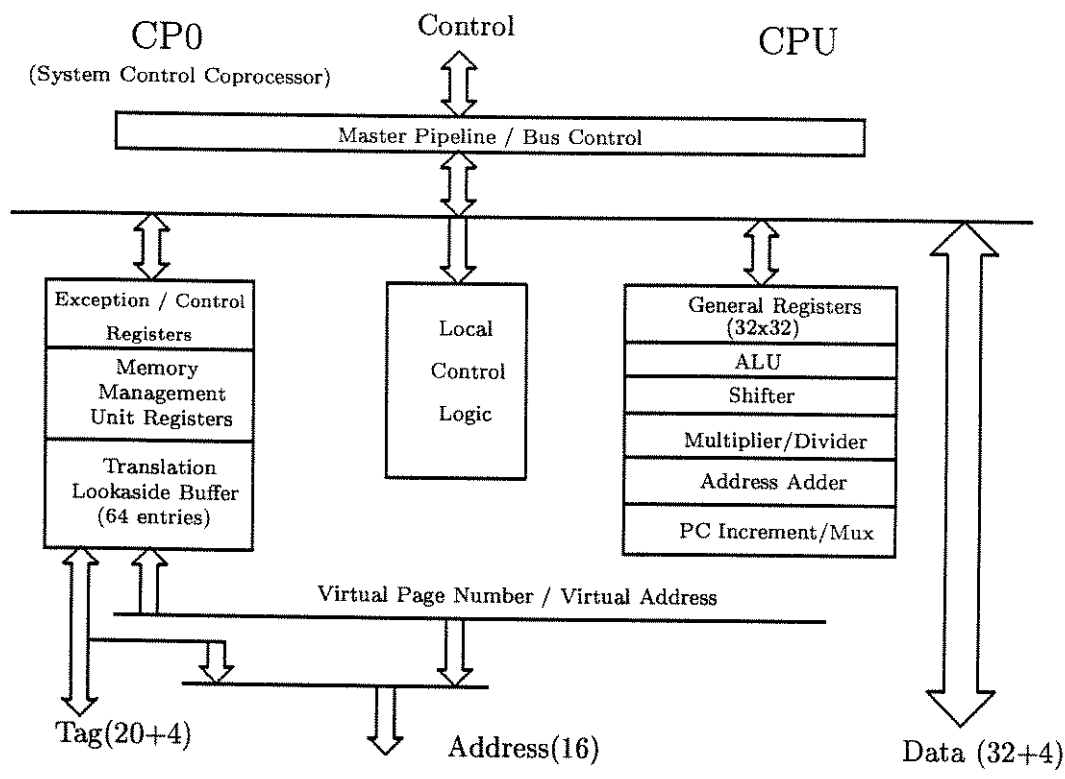 CP0
(System Control Coprocessor)
Control
CPU
Master Pipeline / Bus Control
Exception / Control
Registers
Memory
Management
Unit Registers
Translation
Lookaside Buffer
(64 entries)
Local
Control
Logic
General Registers
(32x32)
ALU
Shifter
Multiplier/Divider
Address Adder
PC Increment/Mux
Virtual Page Number / Virtual Address
Tag(20+4)
Address(16)
Data (32+4)